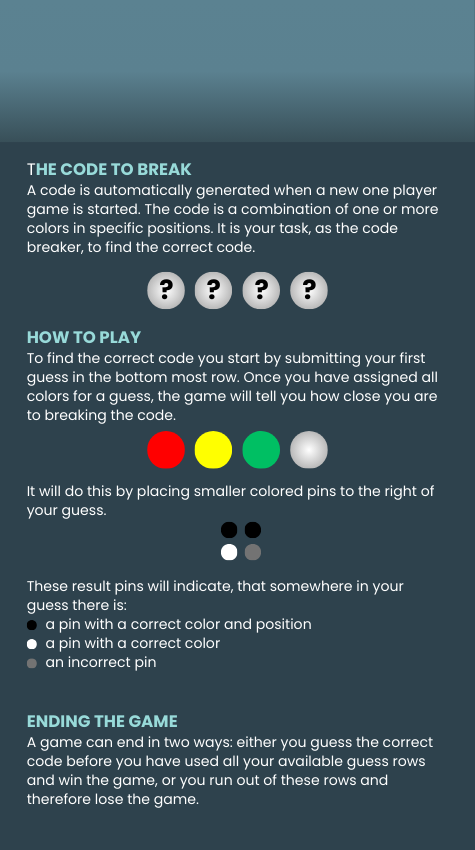 THE CODE TO BREAK
A code is automatically generated when a new one player
game is started. The code is a combination of one or more
colors in specific positions. It is your task, as the code
breaker, to find the correct code.
? ? ? ?
HOW TO PLAY
To find the correct code you start by submitting your first
guess in the bottom most row. Once you have assigned all
colors for a guess, the game will tell you how close you are
to breaking the code.
It will do this by placing smaller colored pins to the right of
your guess.
These result pins will indicate, that somewhere in your
guess there is:
a pin with a correct color and position
a pin with a correct color
an incorrect pin
ENDING THE GAME
A game can end in two ways: either you guess the correct
code before you have used all your available guess rows
and win the game, or you run out of these rows and
therefore lose the game.